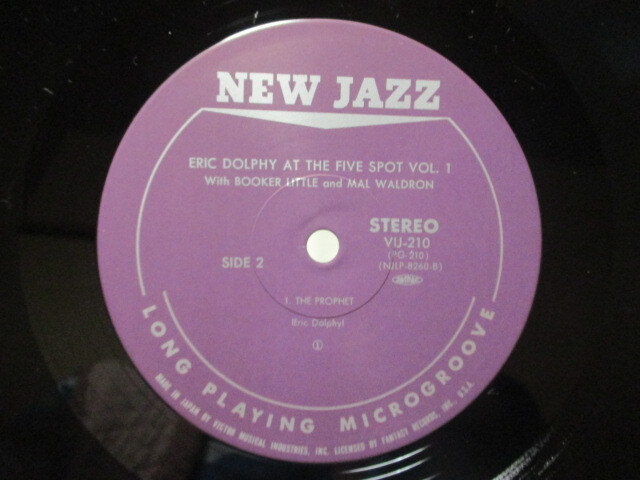 NEW JAZZ
ERIC DOLPHY AT THE FIVE SPOT VOL. 1
With BOOKER LITTLE and MAL WALDRON
STEREO
VIJ-210
SIDE 2
(NJLP-8260-B)
1. THE PROPHET
(Eric Dolphy)
LONG PLAYING MICROGROOVE
MADE IN JAPAN BY VICTOR MUSICAL INDUSTRIES, INC. LICENSED BY FANTASY RECORDS, INC. U.S.A.